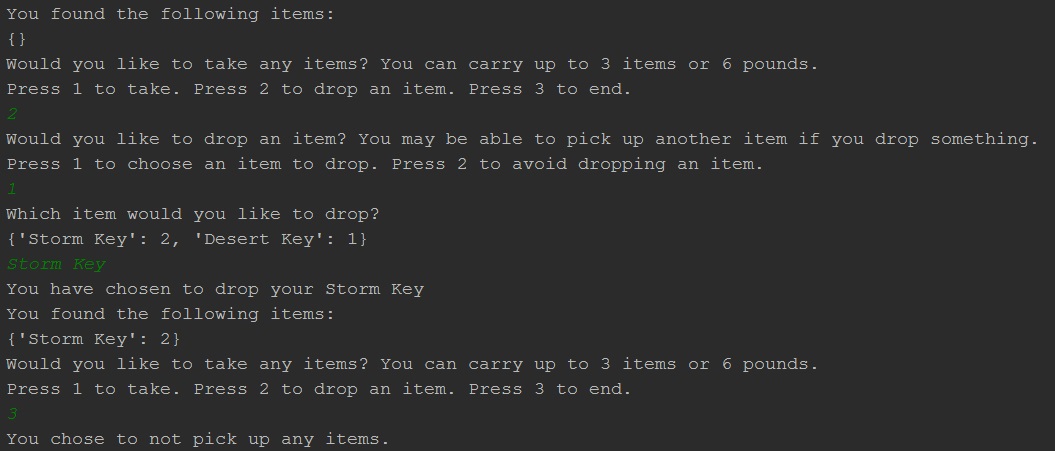 You found the following items:
{}
Would you like to take any items? You can carry up to 3 items or 6 pounds.
Press 1 to take. Press 2 to drop an item. Press 3 to end.
2
Would you like to drop an item? You may be able to pick up another item if you drop something.
Press 1 to choose an item to drop. Press 2 to avoid dropping an item.
1
Which item would you like to drop?
{'Storm Key': 2, 'Desert Key': 1}
Storm Key
You have chosen to drop your Storm Key
You found the following items:
{'Storm Key': 2}
Would you like to take any items? You can carry up to 3 items or 6 pounds.
Press 1 to take. Press 2 to drop an item. Press 3 to end.
3
You chose to not pick up any items.